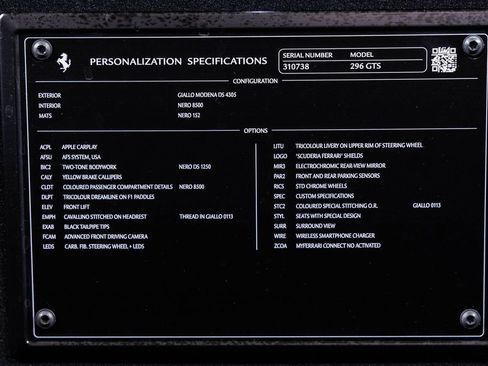 PERSONALIZATION SPECIFICATIONS
SERIAL NUMBER MODEL
310738 296 GTS
CONFIGURATION
EXTERIOR GIALLO MODENA DS 4305
INTERIOR NERO 8500
MATS NERO 152
OPTIONS
ACPL APPLE CARPLAY
AFSU AFS SYSTEM, USA
BIC2 TWO-TONE BODYWORK NERO DS 1250
CALY YELLOW BRAKE CALLIPERS
CLDT COLOURED PASSENGER COMPARTMENT DETAILS NERO 8500
DLPT TRICOLOUR DREAMLINE ON F1 PADDLES
ELEV FRONT LIFT
EMPH CAVALLINO STITCHED ON HEADREST THREAD IN GIALLO 0113
EXAB BLACK TAILPIPE TIPS
FCAM ADVANCED FRONT DRIVING CAMERA
LEDS CARB. FIB. STEERING WHEEL + LEDS
LITU TRICOLOUR LIVERY ON UPPER RIM OF STEERING WHEEL
LOGO 'SCUDERIA FERRARI' SHIELDS
MIR3 ELECTROCHROMIC REAR-VIEW MIRROR
PAR2 FRONT AND REAR PARKING SENSORS
RICS STD CHROME WHEELS
SPEC CUSTOM SPECIFICATIONS
STC2 COLOURED SPECIAL STITCHING O.R. GIALLO 0113
STYL SEATS WITH SPECIAL DESIGN
SURR SURROUND VIEW
WIRE WIRELESS SMARTPHONE CHARGER
ZCOA MYFERRARI CONNECT NO ACTIVATED